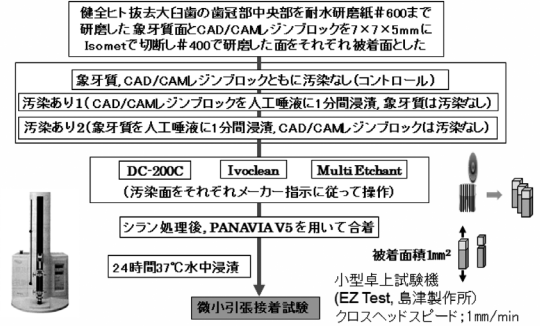 健全ヒト抜去大臼歯の歯冠部中央部を耐水研磨紙#600まで
研磨した象牙質面とCAD/CAMレジンブロックを7×7×5mmに
Isometで切断し#400で研磨した面をそれぞれ被着面とした
象牙質,CAD/CAMレジンブロックともに汚染なし(コントロール)
汚染あり1(CAD/CAMレジンブロックを人工唾液に1分間浸漬,象牙質は汚染なし)
汚染あり2(象牙質を人工唾液に1分間浸漬,CAD/CAMレジンブロックは汚染なし)
DC-200C Ivoclean Multi Etchant
(汚染面をそれぞれメーカー指示に従って操作)
シラン処理後,PANAVIA V5を用いて合着
24時間37℃水中浸漬
微小引張接着試験
被着面積1mm²
小型卓上試験機
(EZ Test, 島津製作所)
クロスヘッドスピード;1mm/min